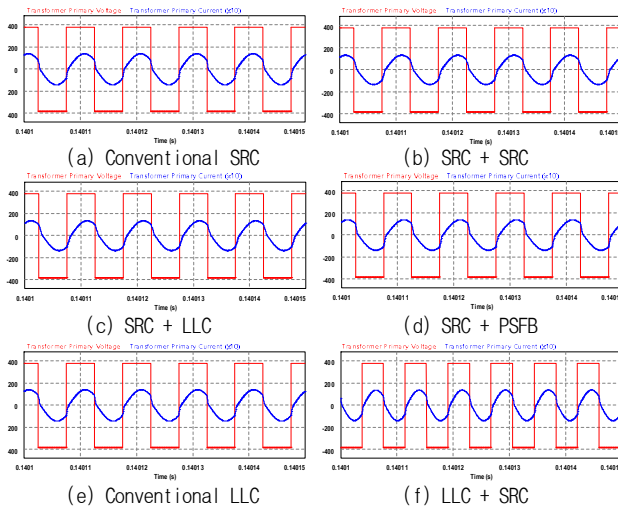 Transformer Primary Voltage Transformer Primary Current (x10)
400
200
0
-200
-400
0.1401 0.14011 0.14012 0.14013 0.14014 0.14015
Time (s)
(a) Conventional SRC
Transformer Primary Voltage Transformer Primary Current (x10)
400
200
0
-200
-400
0.1401 0.14011 0.14012 0.14013 0.14014 0.1401
Time (s)
(b) SRC + SRC
Transformer Primary Voltage Transformer Primary Current (x10)
400
200
0
-200
-400
0.1401 0.14011 0.14012 0.14013 0.14014 0.14015
Time (s)
(c) SRC + LLC
Transformer Primary Voltage Transformer Primary Current (x10)
400
200
0
-200
-400
0.1401 0.14011 0.14012 0.14013 0.14014 0.1401
Time (s)
(d) SRC + PSFB
Transformer Primary Voltage Transformer Primary Current (x10)
400
200
0
-200
-400
0.1401 0.14011 0.14012 0.14013 0.14014 0.14015
Time (s)
(e) Conventional LLC
Transformer Primary Voltage Transformer Primary Current (x10)
400
200
0
-200
-400
0.1401 0.14011 0.14012 0.14013 0.14014 0.1401
Time (s)
(f) LLC + SRC